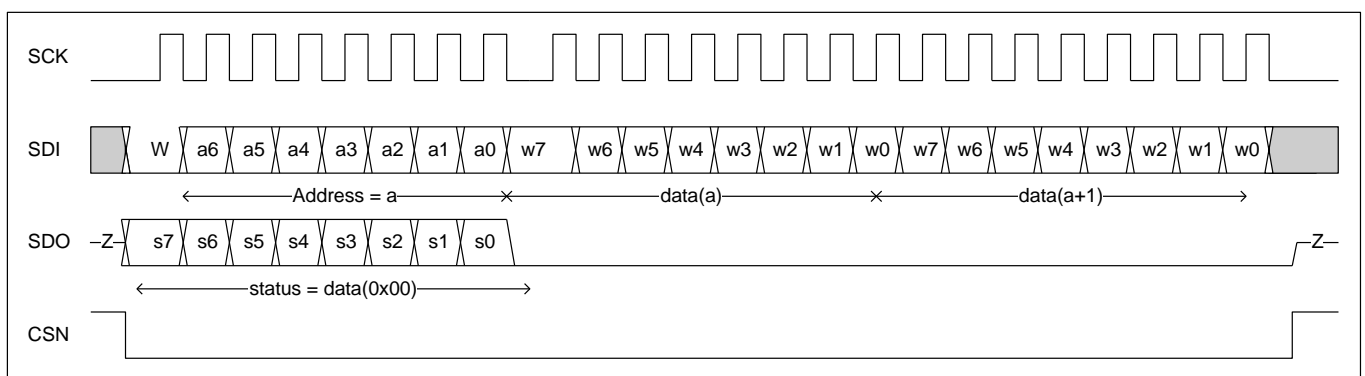 SCK
SDI W a6 a5 a4 a3 a2 a1 a0 w7 w6 w5 w4 w3 w2 w1 w0 w7 w6 w5 w4 w3 w2 w1 w0
Address = a data(a) data(a+1)
SDO Z s7 s6 s5 s4 s3 s2 s1 s0 Z
status = data(0x00)
CSN